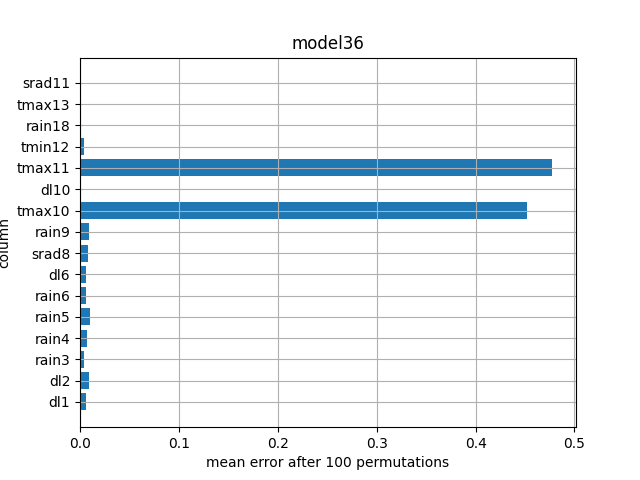 model36
srad11
tmax13
rain18
tmin12
tmax11
dl10
tmax10
rain9
srad8
dl6
rain6
rain5
rain4
rain3
dl2
dl1
column
0.0 0.1 0.2 0.3 0.4 0.5
mean error after 100 permutations